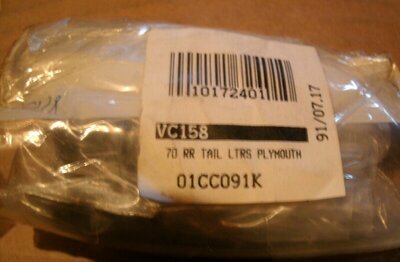 10172401
VC158
70 RR TAIL LTRS PLYMOUTH
01CC091K
91/07.17